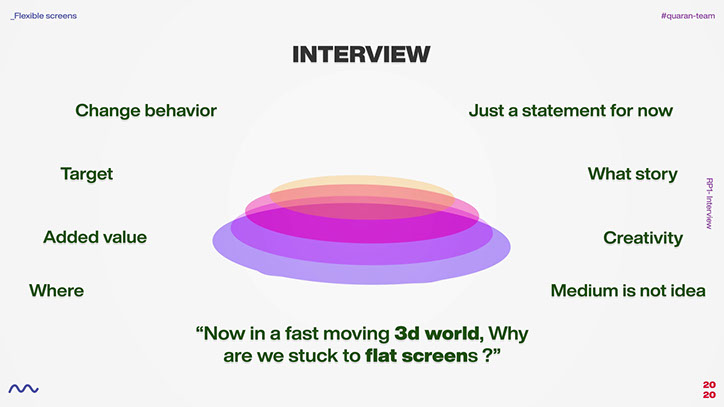 _Flexible screens
#quaran-team
INTERVIEW
Change behavior
Just a statement for now
Target
What story
RP1- Interview
Added value
Creativity
Where
Medium is not idea
“Now in a fast moving 3d world, Why
are we stuck to flat screens ?”
20
20